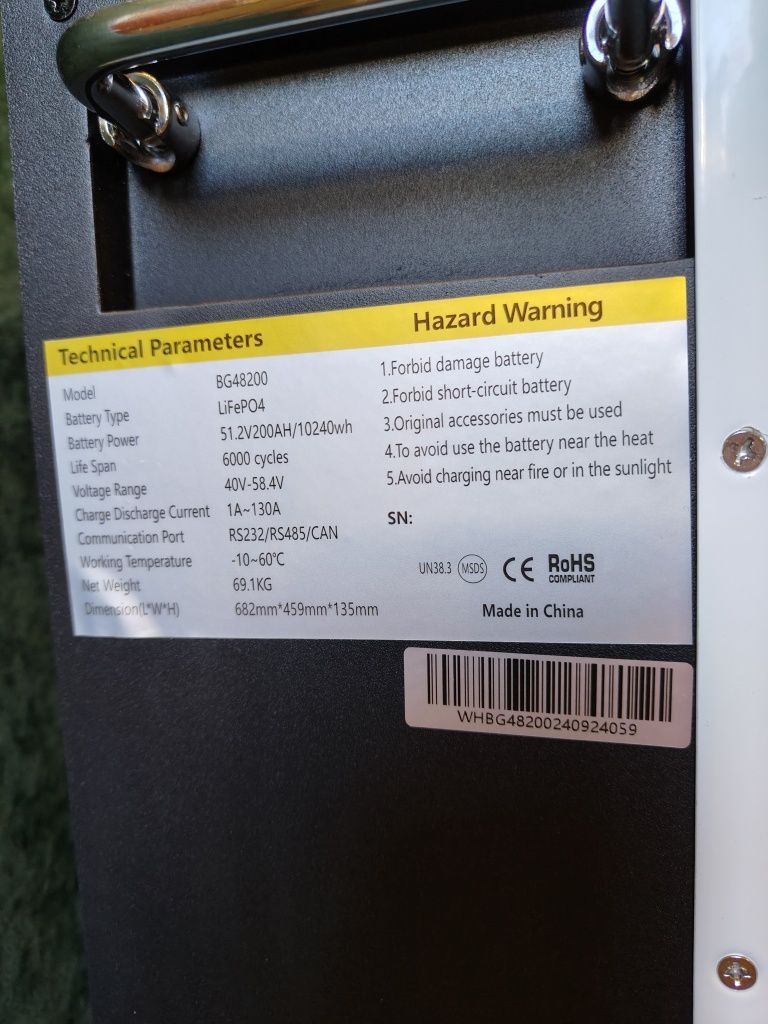 Technical Parameters
Model BG48200
Battery Type LiFePO4
Battery Power 51.2V200AH/10240wh
Life Span 6000 cycles
Voltage Range 40V-58.4V
Charge Discharge Current 1A~130A
Communication Port RS232/RS485/CAN
Working Temperature -10~60℃
Net Weight 69.1KG
Dimension(L*W*H) 682mm*459mm*135mm
Hazard Warning
1.Forbid damage battery
2.Forbid short-circuit battery
3.Original accessories must be used
4.To avoid use the battery near the heat
5.Avoid charging near fire or in the sunlight
SN:
UN38.3 MSDS CE RoHS
COMPLIANT
Made in China
WHBG48200240924059